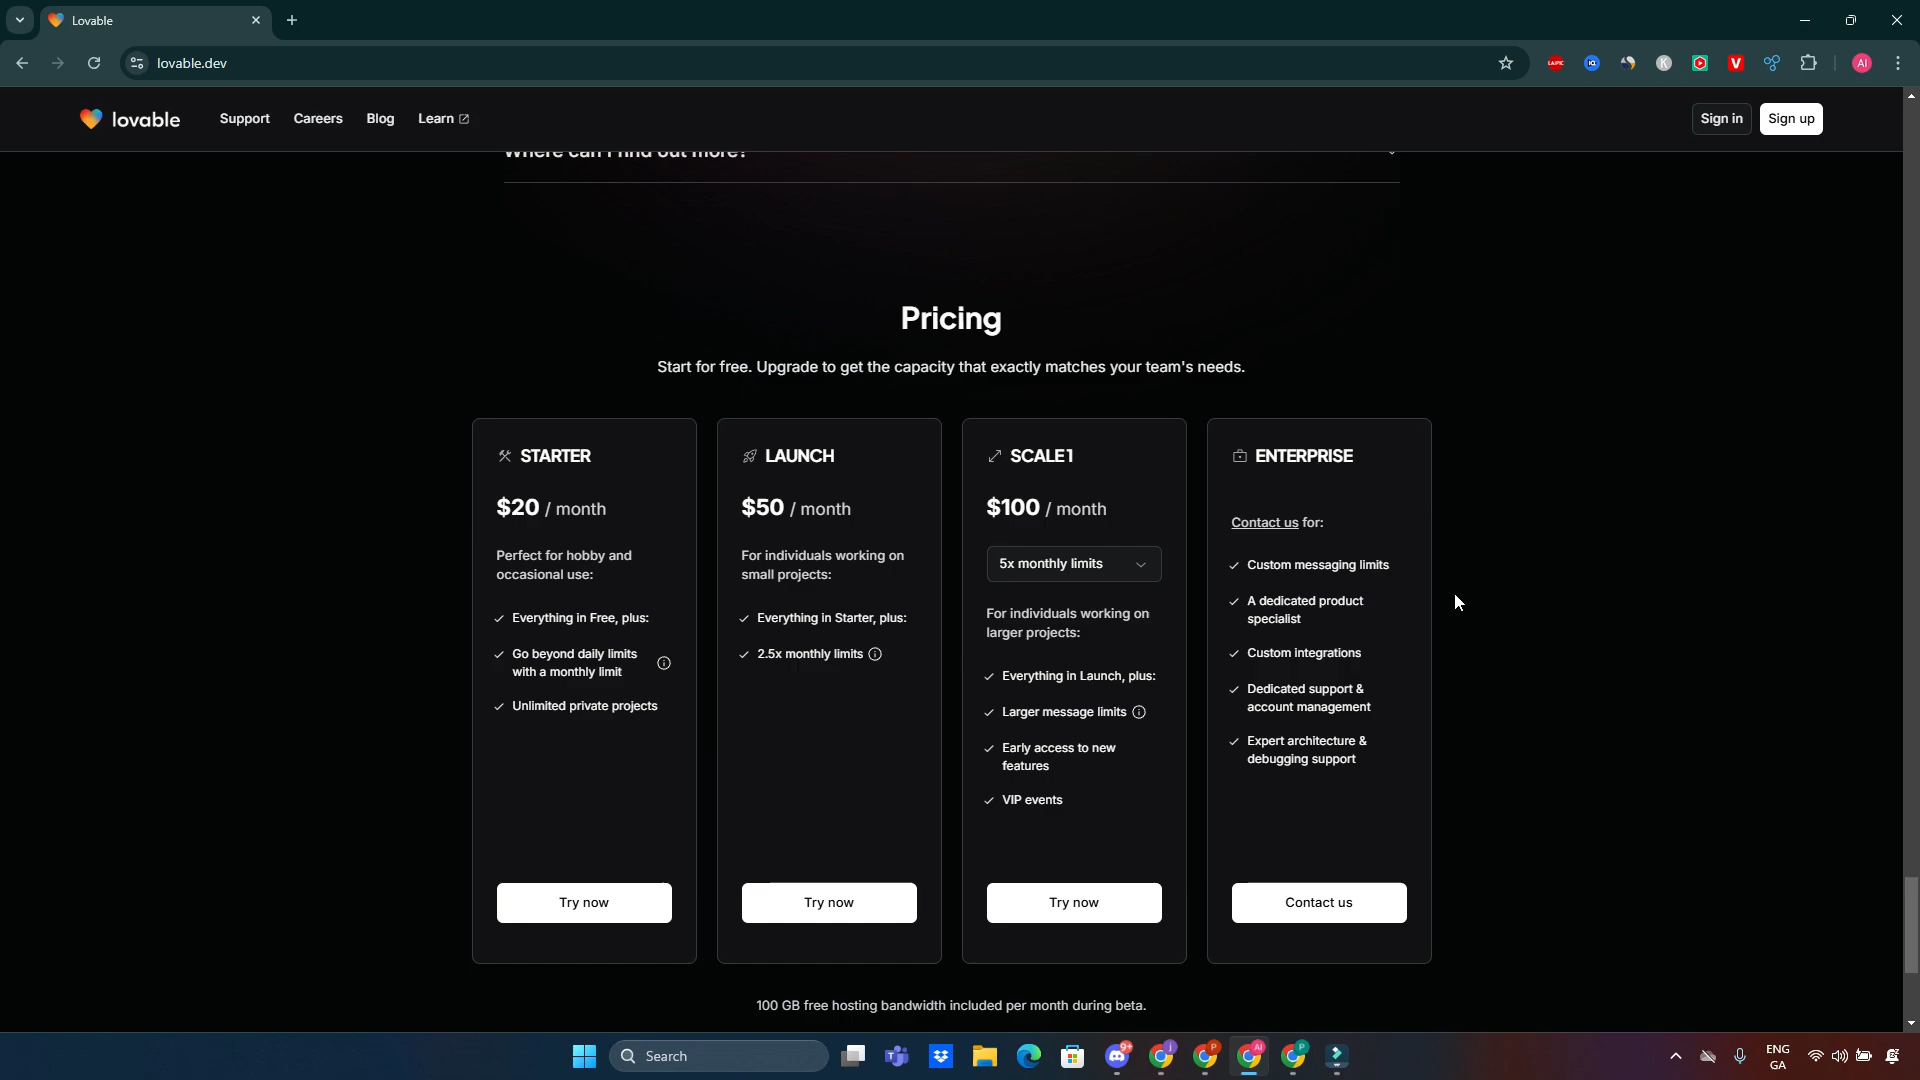 Lovable
lovable.dev
lovable
Support
Careers
Blog
Learn
Sign in
Sign up
Where can I find out more?
Pricing
Start for free. Upgrade to get the capacity that exactly matches your team's needs.
STARTER
$20 / month
Perfect for hobby and
occasional use:
Everything in Free, plus:
Go beyond daily limits
with a monthly limit
Unlimited private projects
Try now
LAUNCH
$50 / month
For individuals working on
small projects:
Everything in Starter, plus:
2.5x monthly limits
Try now
SCALE 1
$100 / month
5x monthly limits
For individuals working on
larger projects:
Everything in Launch, plus:
Larger message limits
Early access to new
features
VIP events
Try now
ENTERPRISE
Contact us for:
Custom messaging limits
A dedicated product
specialist
Custom integrations
Dedicated support &
account management
Expert architecture &
debugging support
Contact us
100 GB free hosting bandwidth included per month during beta.
Search
ENG
GA